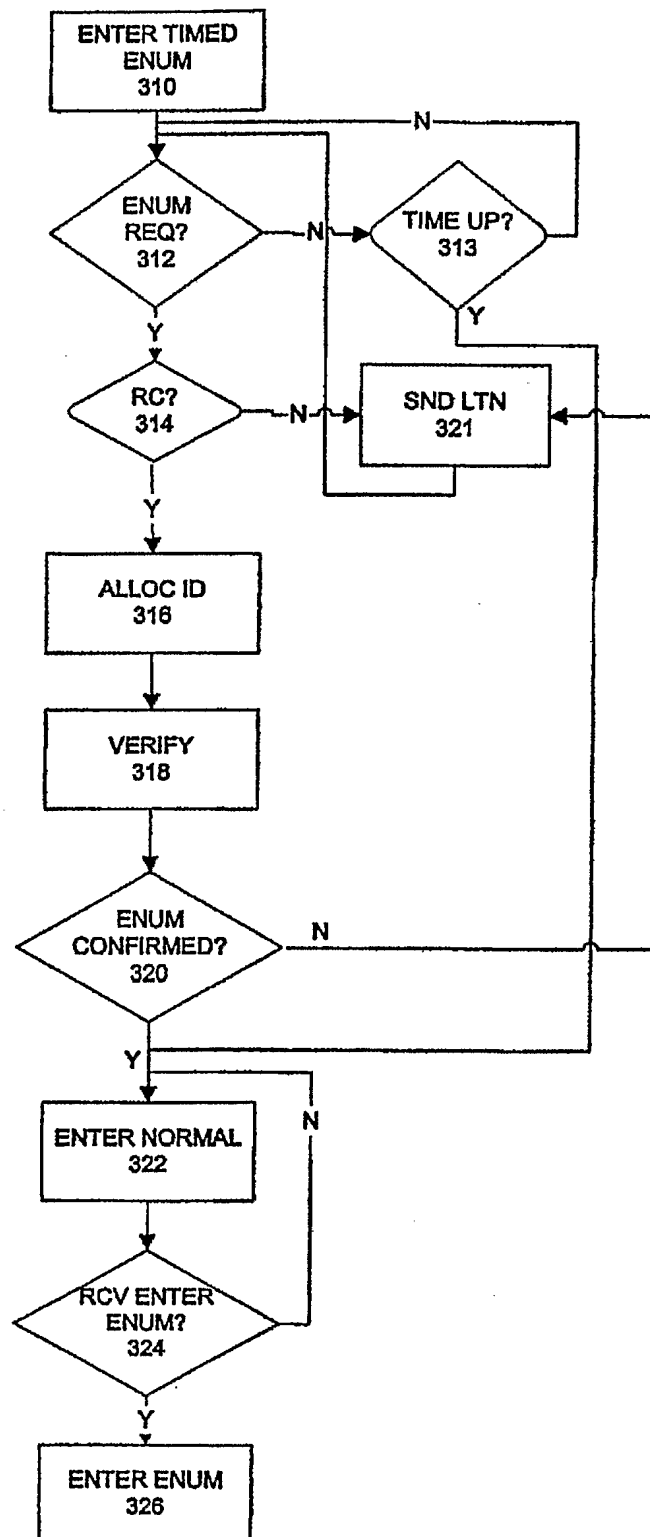 ENTER TIMED
ENUM
310
N
ENUM
REQ?
312
N
TIME UP?
313
Y
Y
RC?
314
N
SND LTN
321
Y
ALLOC ID
316
VERIFY
318
ENUM
CONFIRMED?
320
N
Y
ENTER NORMAL
322
N
RCV ENTER
ENUM?
324
Y
ENTER ENUM
326